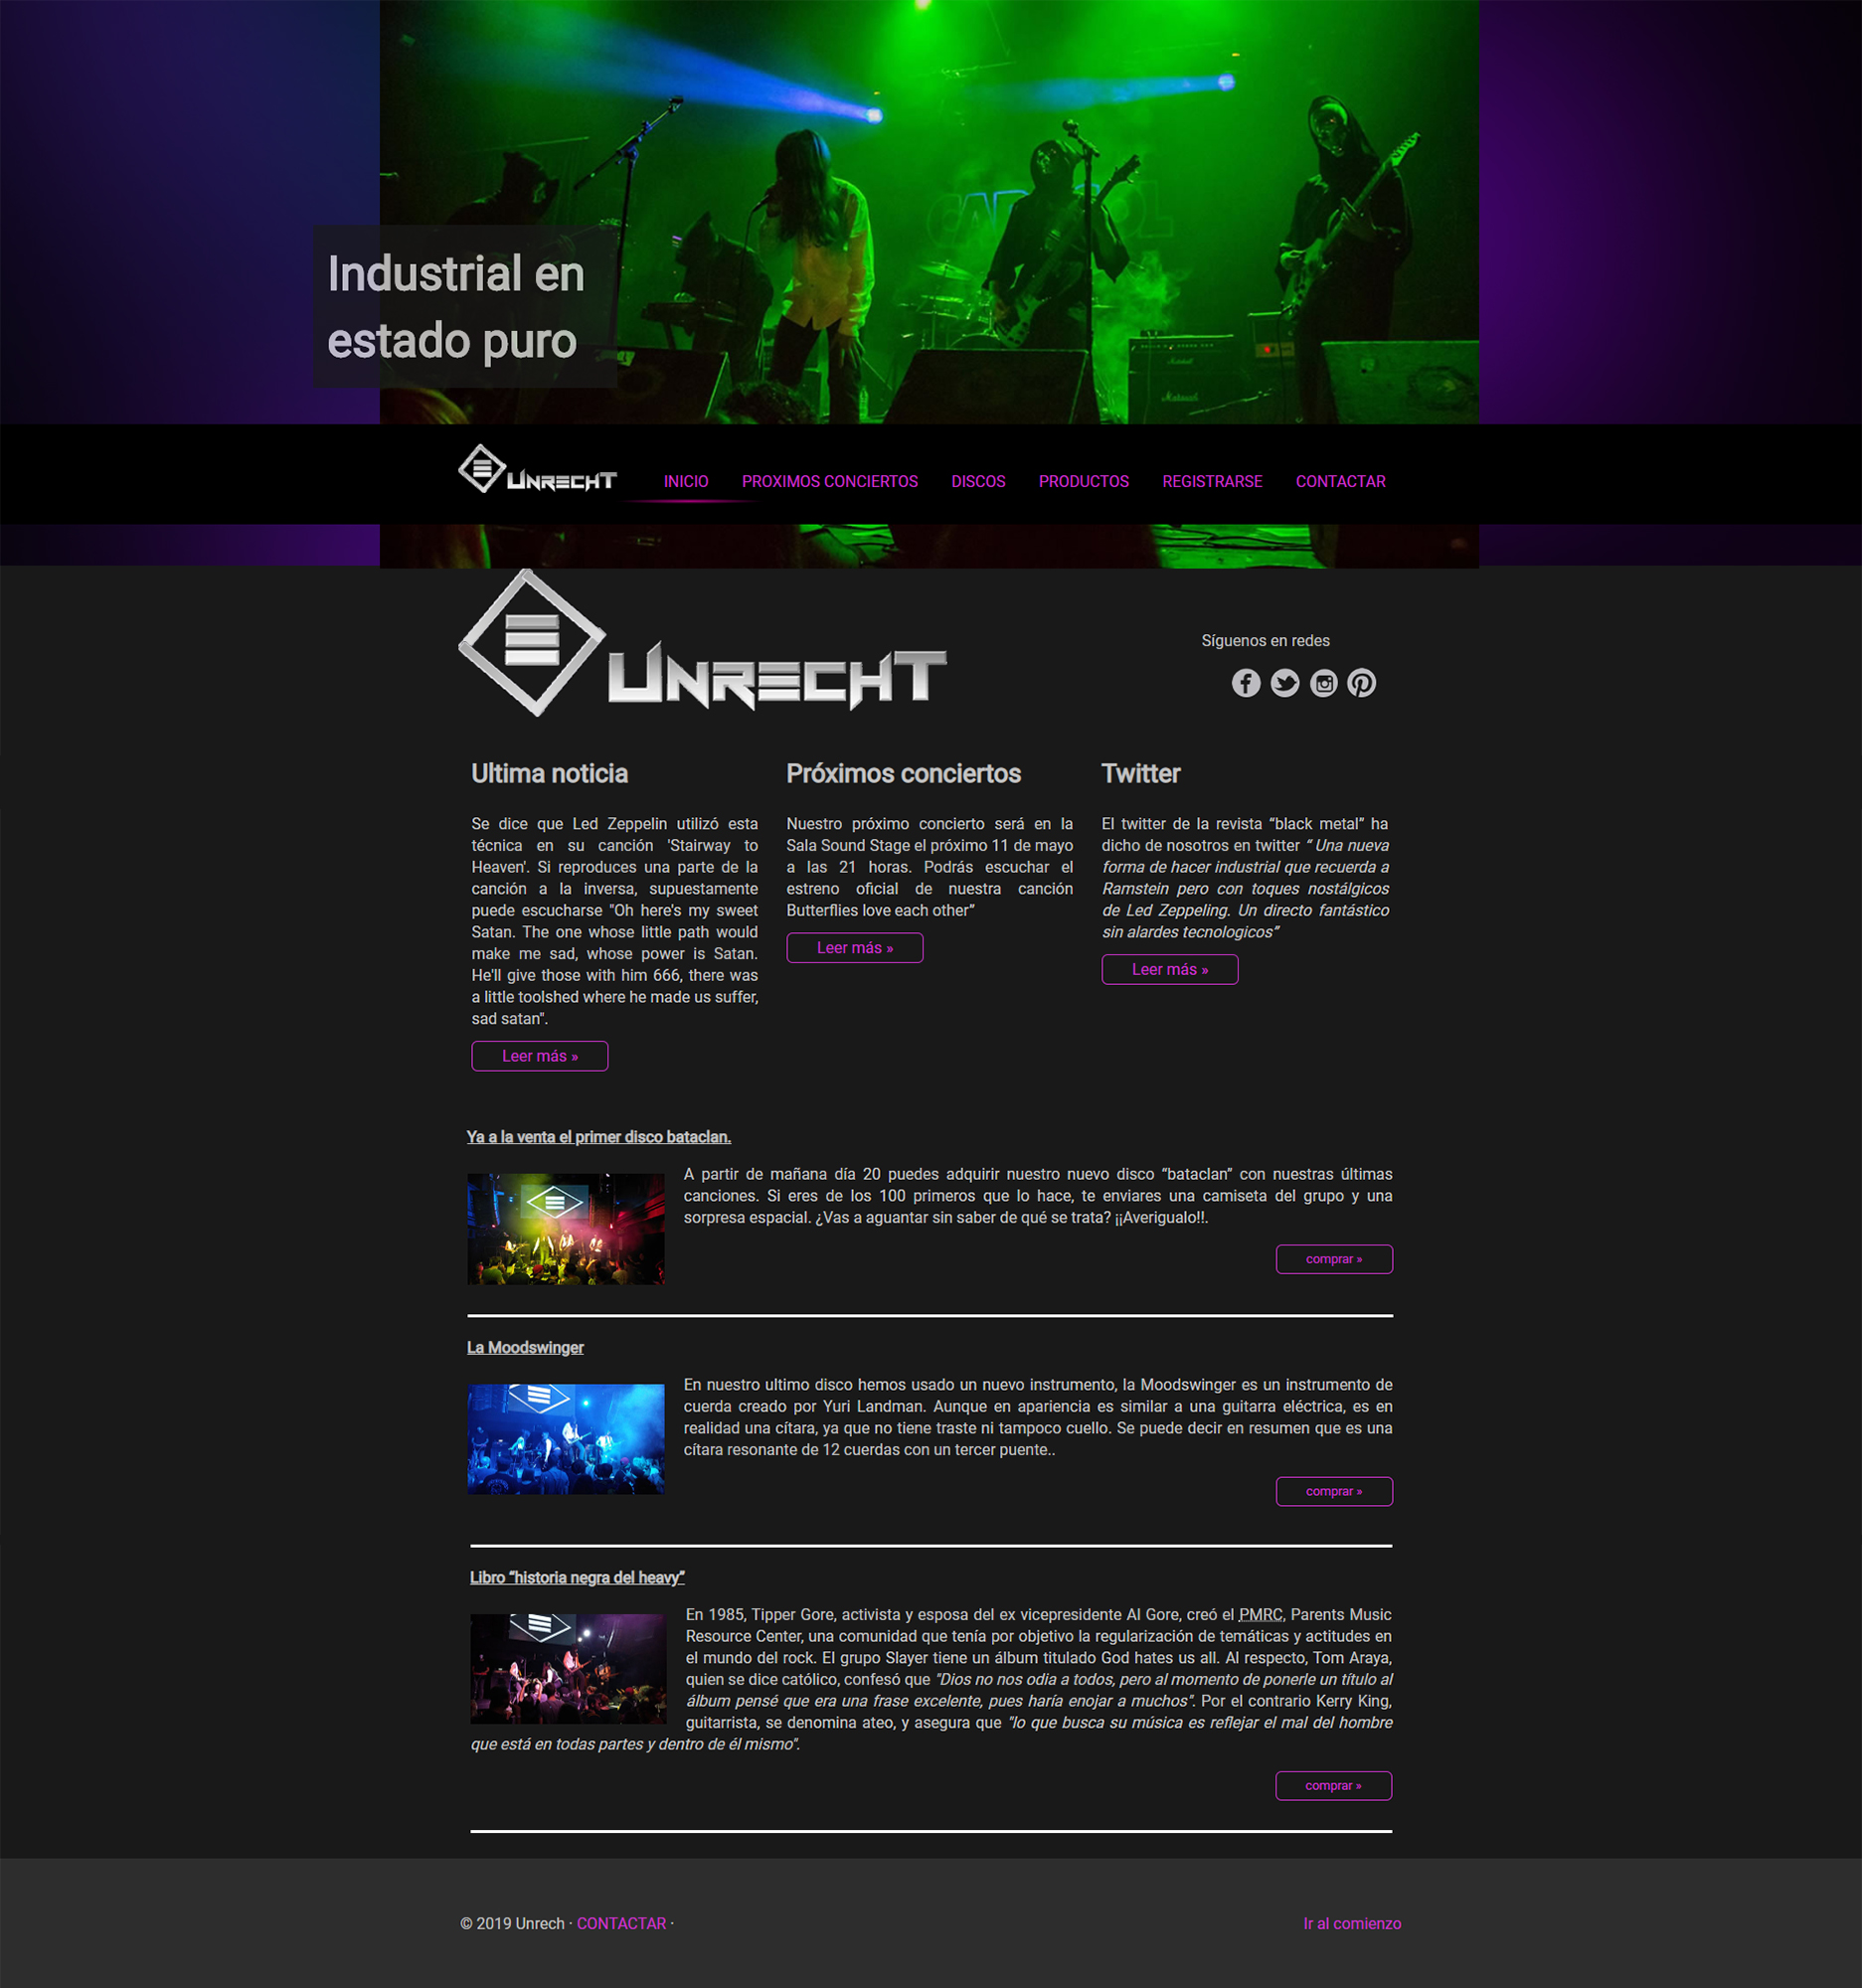 Industrial en
estado puro
UNRECHT
INICIO PROXIMOS CONCIERTOS DISCOS PRODUCTOS REGISTRARSE CONTACTAR
UNRECHT
Síguenos en redes
Ultima noticia
Se dice que Led Zeppelin utilizó esta
técnica en su canción 'Stairway to
Heaven'. Si reproduces una parte de la
canción a la inversa, supuestamente
puede escucharse "Oh here's my sweet
Satan. The one whose little path would
make me sad, whose power is Satan.
He'll give those with him 666, there was
a little toolshed where he made us suffer,
sad satan".
Leer más »
Próximos conciertos
Nuestro próximo concierto será en la
Sala Sound Stage el próximo 11 de mayo
a las 21 horas. Podrás escuchar el
estreno oficial de nuestra canción
Butterflies love each other”
Leer más »
Twitter
El twitter de la revista “black metal” ha
dicho de nosotros en twitter “ Una nueva
forma de hacer industrial que recuerda a
Ramstein pero con toques nostálgicos
de Led Zeppeling. Un directo fantástico
sin alardes tecnologicos”
Leer más »
Ya a la venta el primer disco bataclan.
A partir de mañana día 20 puedes adquirir nuestro nuevo disco “bataclan” con nuestras últimas
canciones. Si eres de los 100 primeros que lo hace, te enviares una camiseta del grupo y una
sorpresa espacial. ¿Vas a aguantar sin saber de qué se trata? ¡¡Averigualo!!.
comprar »
La Moodswinger
En nuestro ultimo disco hemos usado un nuevo instrumento, la Moodswinger es un instrumento de
cuerda creado por Yuri Landman. Aunque en apariencia es similar a una guitarra eléctrica, es en
realidad una cítara, ya que no tiene traste ni tampoco cuello. Se puede decir en resumen que es una
cítara resonante de 12 cuerdas con un tercer puente..
comprar »
Libro “historia negra del heavy”
En 1985, Tipper Gore, activista y esposa del ex vicepresidente Al Gore, creó el PMRC, Parents Music
Resource Center, una comunidad que tenía por objetivo la regularización de temáticas y actitudes en
el mundo del rock. El grupo Slayer tiene un álbum titulado God hates us all. Al respecto, Tom Araya,
quien se dice católico, confesó que "Dios no nos odia a todos, pero al momento de ponerle un título al
álbum pensé que era una frase excelente, pues haría enojar a muchos". Por el contrario Kerry King,
guitarrista, se denomina ateo, y asegura que "lo que busca su música es reflejar el mal del hombre
que está en todas partes y dentro de él mismo".
comprar »
© 2019 Unrech · CONTACTAR ·
Ir al comienzo